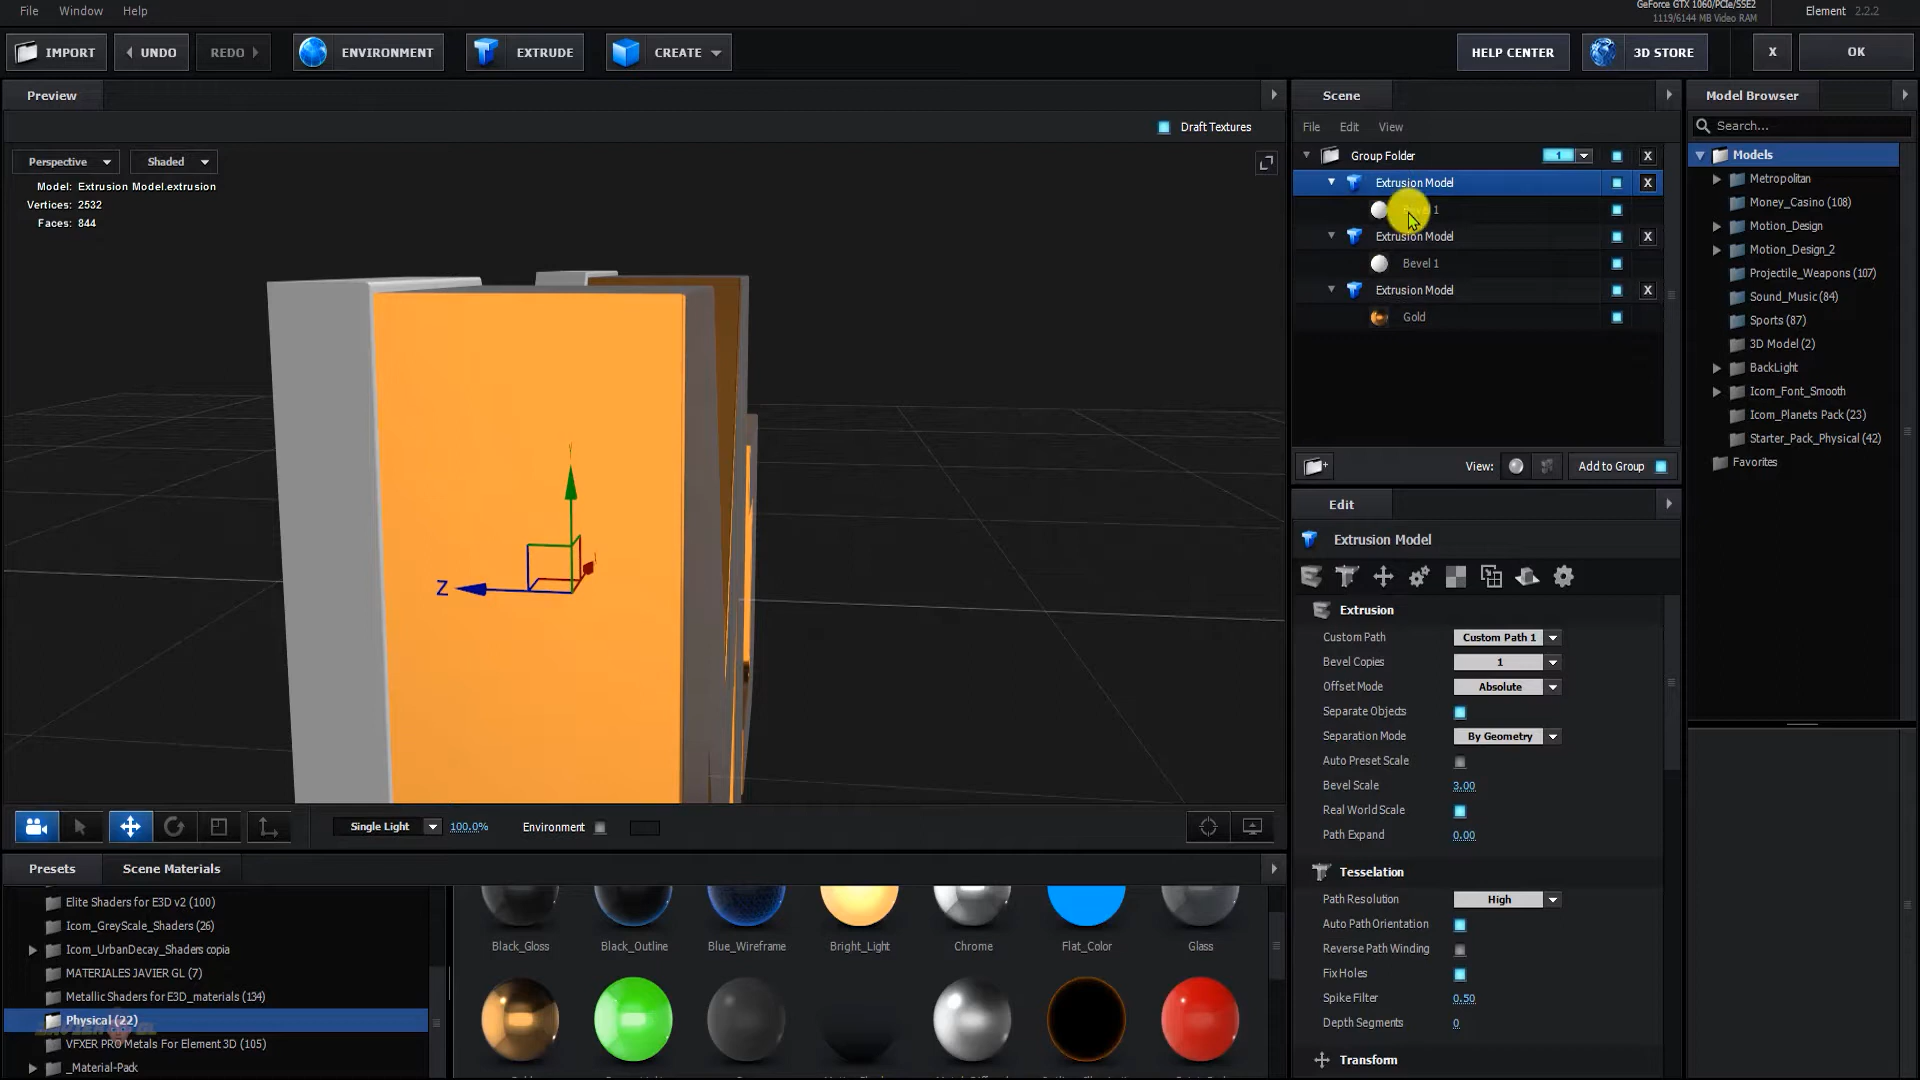 File Window Help
GeForce GTX 1060/PCIe/SSE2
1119/6144 MB Video RAM
Element 2.2.2
IMPORT UNDO REDO ENVIRONMENT EXTRUDE CREATE HELP CENTER 3D STORE X OK
Preview
Draft Textures
Perspective Shaded
Model: Extrusion Model.extrusion
Vertices: 2532
Faces: 844
Z
Single Light 100.0% Environment
Scene
File Edit View
Group Folder 1 X
Extrusion Model X
Bevel 1
Extrusion Model X
Bevel 1
Extrusion Model X
Gold
View: Add to Group
Edit
Extrusion Model
Extrusion
Custom Path Custom Path 1
Bevel Copies 1
Offset Mode Absolute
Separate Objects
Separation Mode By Geometry
Auto Preset Scale
Bevel Scale 3.00
Real World Scale
Path Expand 0.00
Tesselation
Path Resolution High
Auto Path Orientation
Reverse Path Winding
Fix Holes
Spike Filter 0.50
Depth Segments 0
Transform
Model Browser
Search...
Models
Metropolitan
Money_Casino (108)
Motion_Design
Motion_Design_2
Projectile_Weapons (107)
Sound_Music (84)
Sports (87)
3D Model (2)
BackLight
Icom_Font_Smooth
Icom_Planets Pack (23)
Starter_Pack_Physical (42)
Favorites
Presets Scene Materials
Elite Shaders for E3D v2 (100)
Icom_GreyScale_Shaders (26)
Icom_UrbanDecay_Shaders copia
MATERIALES JAVIER GL (7)
Metallic Shaders for E3D_materials (134)
Physical (22)
VFXER PRO Metals For Element 3D (105)
_Material-Pack
Black_Gloss Black_Outline Blue_Wireframe Bright_Light Chrome Flat_Color Glass